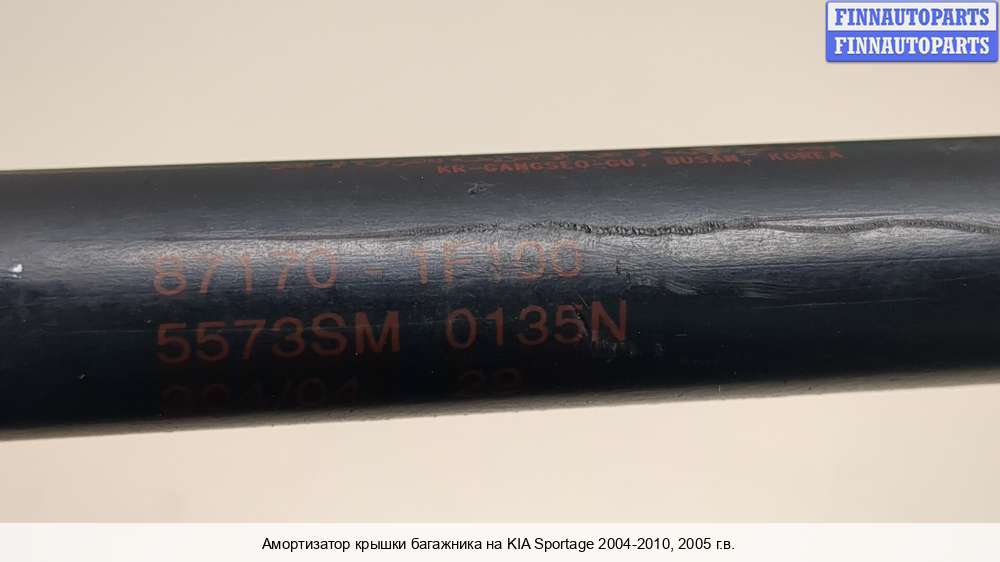 FINNAUTOPARTS
FINNAUTOPARTS
KR-GANGSEO-GU, BUSAN, KOREA
87170 - 1F100
5573SM 0135N
Амортизатор крышки багажника на KIA Sportage 2004-2010, 2005 г.в.